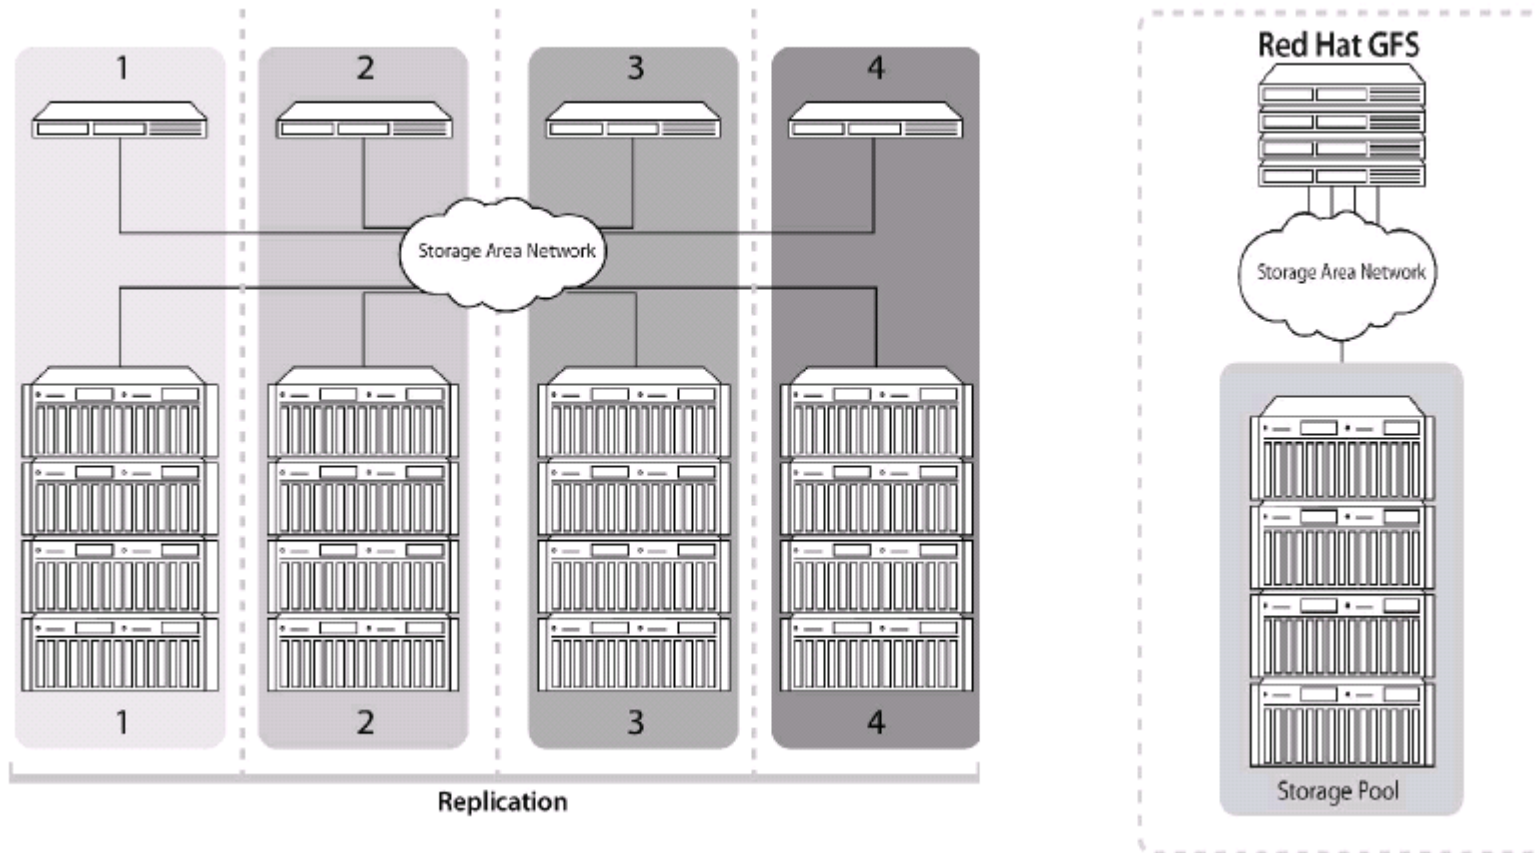 1 2 3 4
Storage Area Network
1 2 3 4
Replication
Red Hat GFS
Storage Area Network
Storage Pool